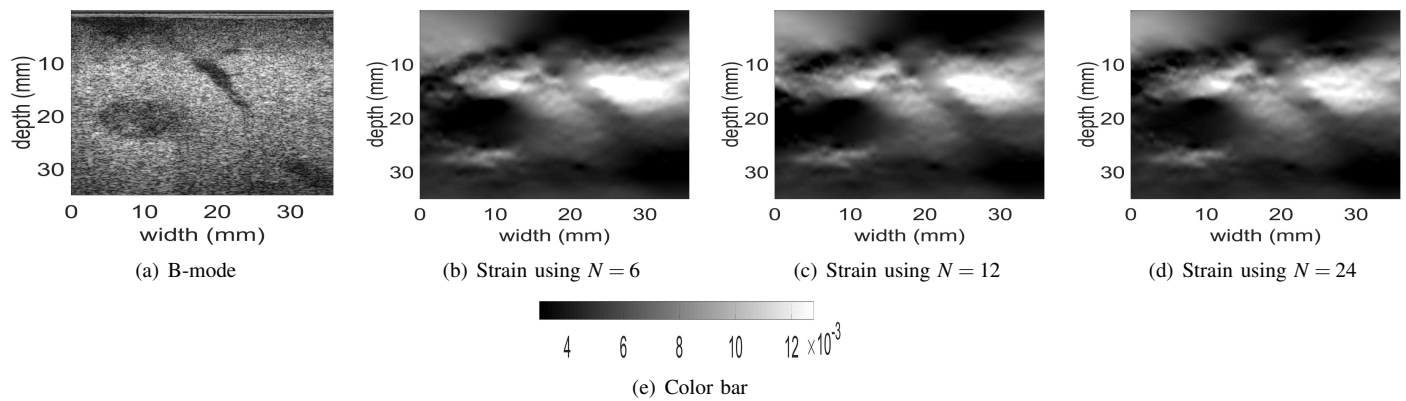 depth (mm)
10
20
30
0 10 20 30
width (mm)
(a) B-mode
depth (mm)
10
20
30
0 10 20 30
width (mm)
(b) Strain using N = 6
depth (mm)
10
20
30
0 10 20 30
width (mm)
(c) Strain using N = 12
depth (mm)
10
20
30
0 10 20 30
width (mm)
(d) Strain using N = 24
4 6 8 10 12 ×10⁻³
(e) Color bar